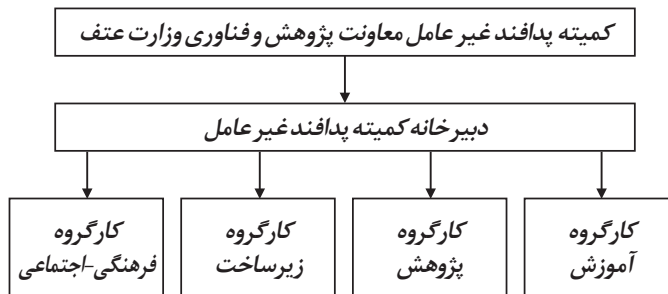 کمیته پدافند غیر عامل معاونت پژوهش و فناوری وزارت عتف
دبیرخانه کمیته پدافند غیر عامل
کارگروه
آموزش
کارگروه
پژوهش
کارگروه
زیرساخت
کارگروه
فرهنگی-اجتماعی